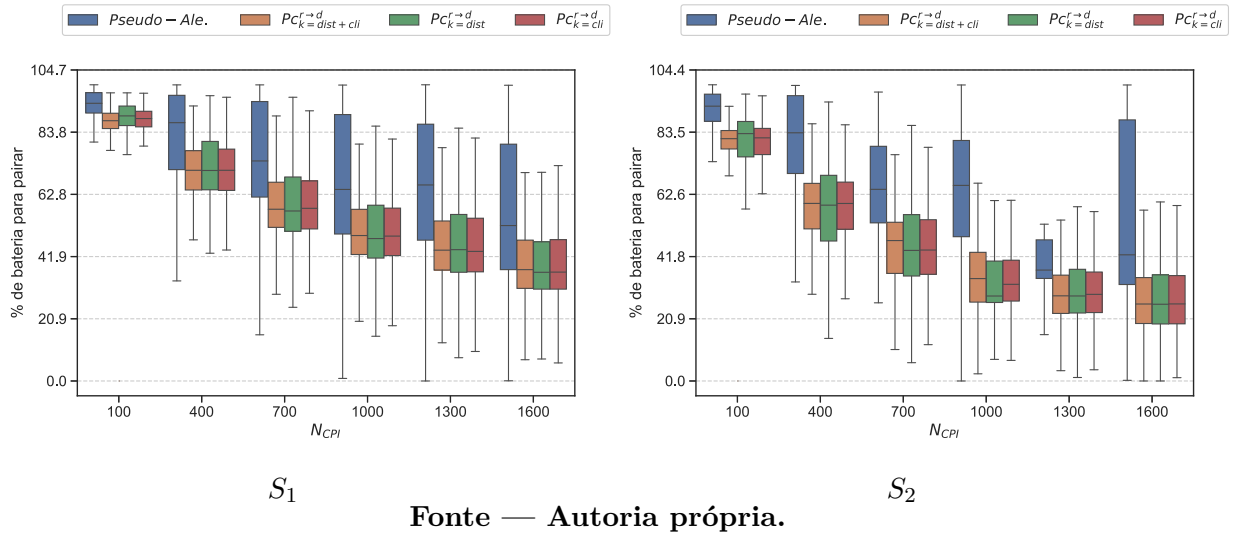 Pseudo − Ale. Pc^{r→d}_{k=dist+cli} Pc^{r→d}_{k=dist} Pc^{r→d}_{k=cli}
% de bateria para pairar
104.7
83.8
62.8
41.9
20.9
0.0
100 400 700 1000 1300 1600
N_{CPI}
S_1
Pseudo − Ale. Pc^{r→d}_{k=dist+cli} Pc^{r→d}_{k=dist} Pc^{r→d}_{k=cli}
% de bateria para pairar
104.4
83.5
62.6
41.8
20.9
0.0
100 400 700 1000 1300 1600
N_{CPI}
S_2
Fonte — Autoria própria.